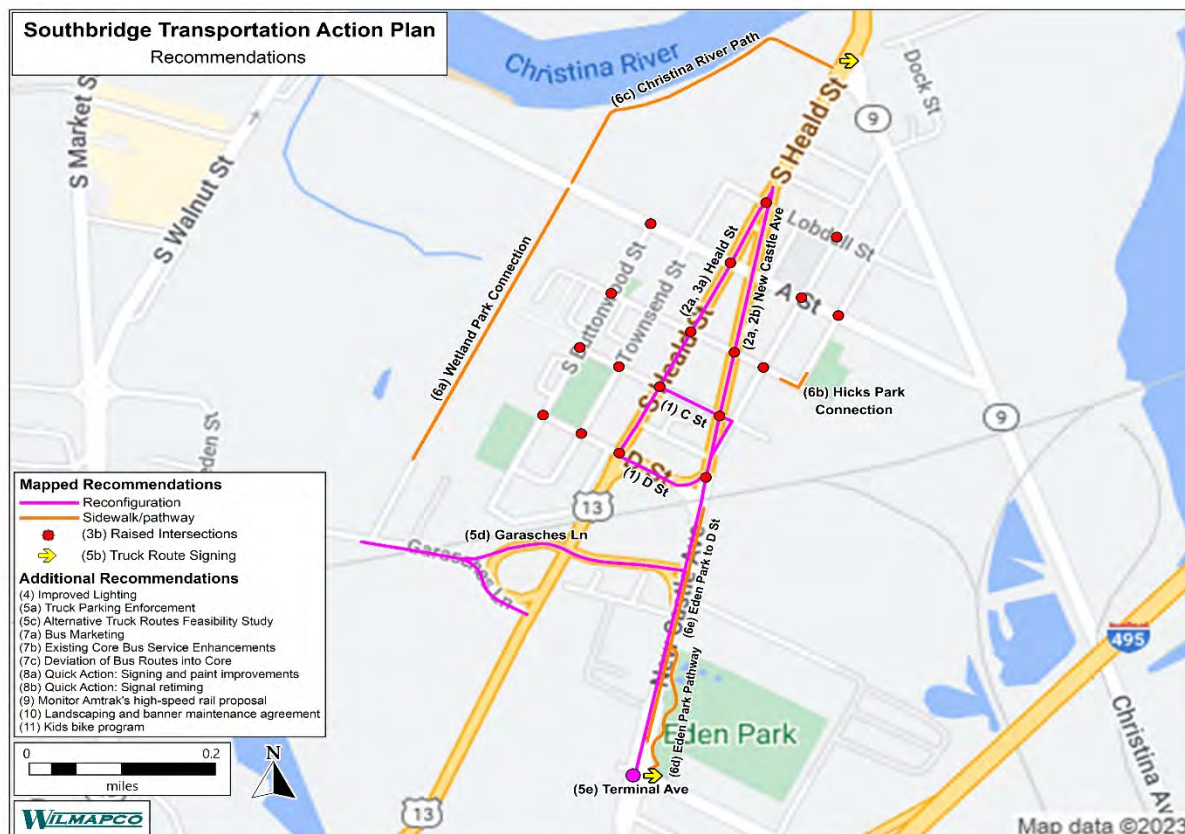 Southbridge Transportation Action Plan
Recommendations
Christina River
(6c) Christina River Path
S Heald St
Dock St
9
S Market S
S Walnut St
Lobdell St
(6a) Wetland Park Connection
S Buttonwood St
Townsend St
(2a, 3a) Heald St
(2a, 2b) New Castle Ave
A St
S Heald St
(6b) Hicks Park
Connection
9
(1) C St
D St
(1) D St
eden St
13
(5d) Garasches Ln
Garasches Ln
New Castle Ave
(6e) Eden Park to D St
(6d) Eden Park Pathway
Eden Park
495
Christina Av
(5e) Terminal Ave
13
Mapped Recommendations
Reconfiguration
Sidewalk/pathway
(3b) Raised Intersections
(5b) Truck Route Signing
Additional Recommendations
(4) Improved Lighting
(5a) Truck Parking Enforcement
(5c) Alternative Truck Routes Feasibility Study
(7a) Bus Marketing
(7b) Existing Core Bus Service Enhancements
(7c) Deviation of Bus Routes into Core
(8a) Quick Action: Signing and paint improvements
(8b) Quick Action: Signal retiming
(9) Monitor Amtrak's high-speed rail proposal
(10) Landscaping and banner maintenance agreement
(11) Kids bike program
0 0.2
miles
N
WILMAPCO
Map data ©2023